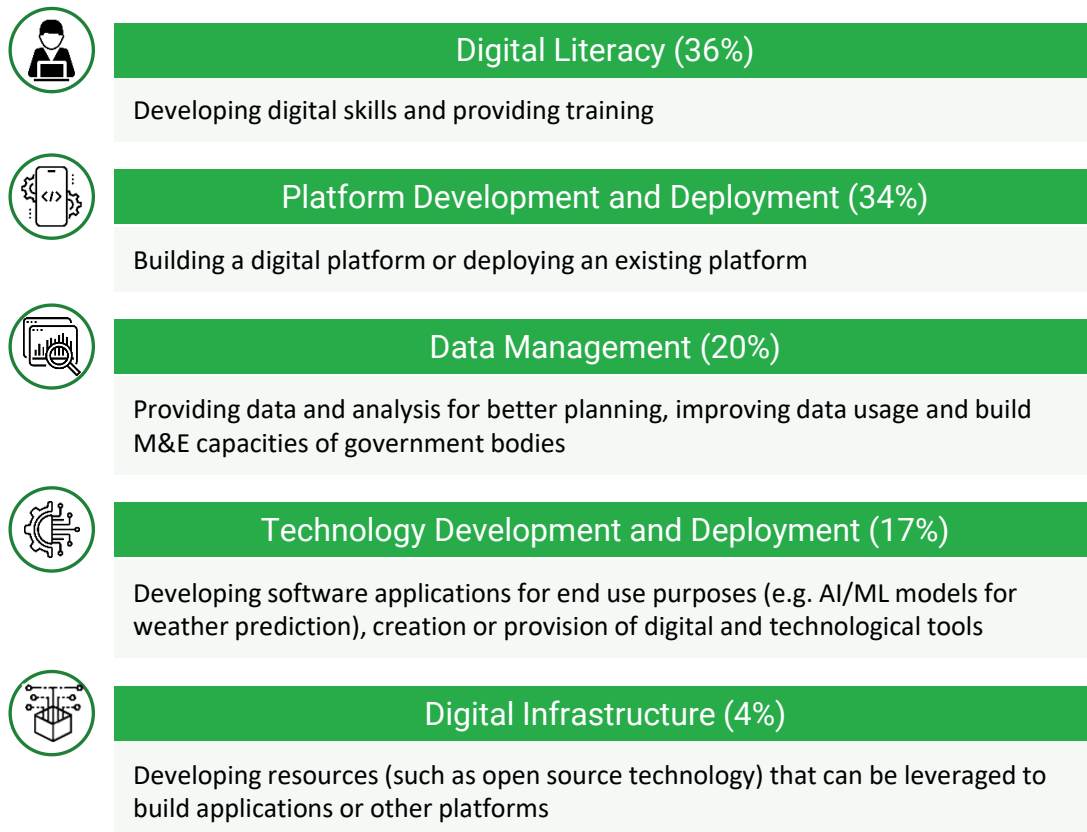 Digital Literacy (36%)
Developing digital skills and providing training
</>
Platform Development and Deployment (34%)
Building a digital platform or deploying an existing platform
Data Management (20%)
Providing data and analysis for better planning, improving data usage and build
M&E capacities of government bodies
Technology Development and Deployment (17%)
Developing software applications for end use purposes (e.g. AI/ML models for
weather prediction), creation or provision of digital and technological tools
Digital Infrastructure (4%)
Developing resources (such as open source technology) that can be leveraged to
build applications or other platforms